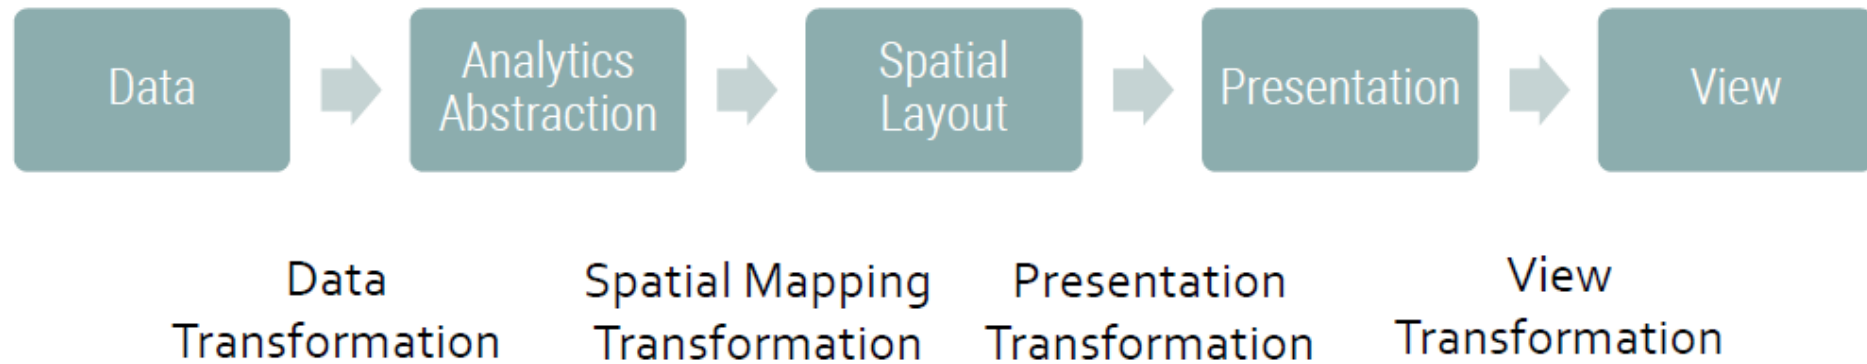 Data
Analytics
Abstraction
Spatial
Layout
Presentation
View
Data
Transformation
Spatial Mapping
Transformation
Presentation
Transformation
View
Transformation